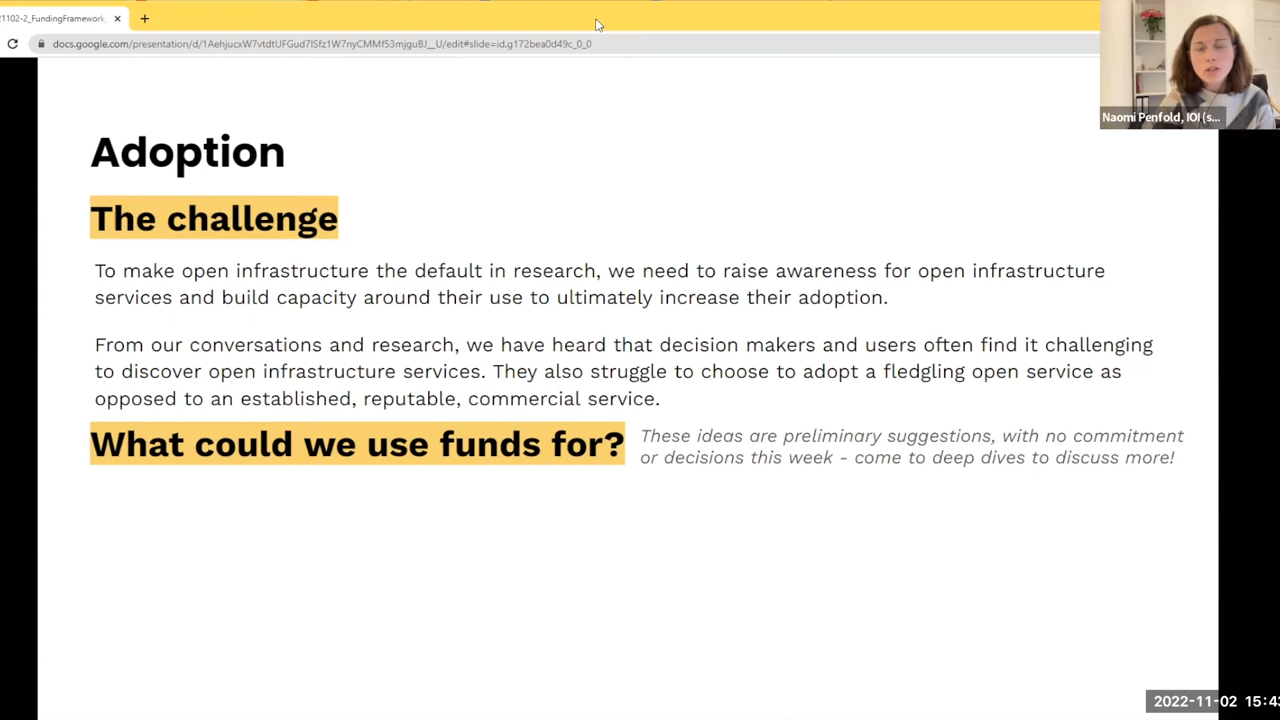 21102-2_FundingFramework_
docs.google.com/presentation/d/1AehjucxW7vtdtUFGud7lSfz1W7nyCMMf53mjguBJ__U/edit#slide=id.g172bea0d49c_0_0
Naomi Penfold, IOI (s...
Adoption
The challenge
To make open infrastructure the default in research, we need to raise awareness for open infrastructure
services and build capacity around their use to ultimately increase their adoption.
From our conversations and research, we have heard that decision makers and users often find it challenging
to discover open infrastructure services. They also struggle to choose to adopt a fledgling open service as
opposed to an established, reputable, commercial service.
What could we use funds for?
These ideas are preliminary suggestions, with no commitment
or decisions this week - come to deep dives to discuss more!
2022-11-02 15:43